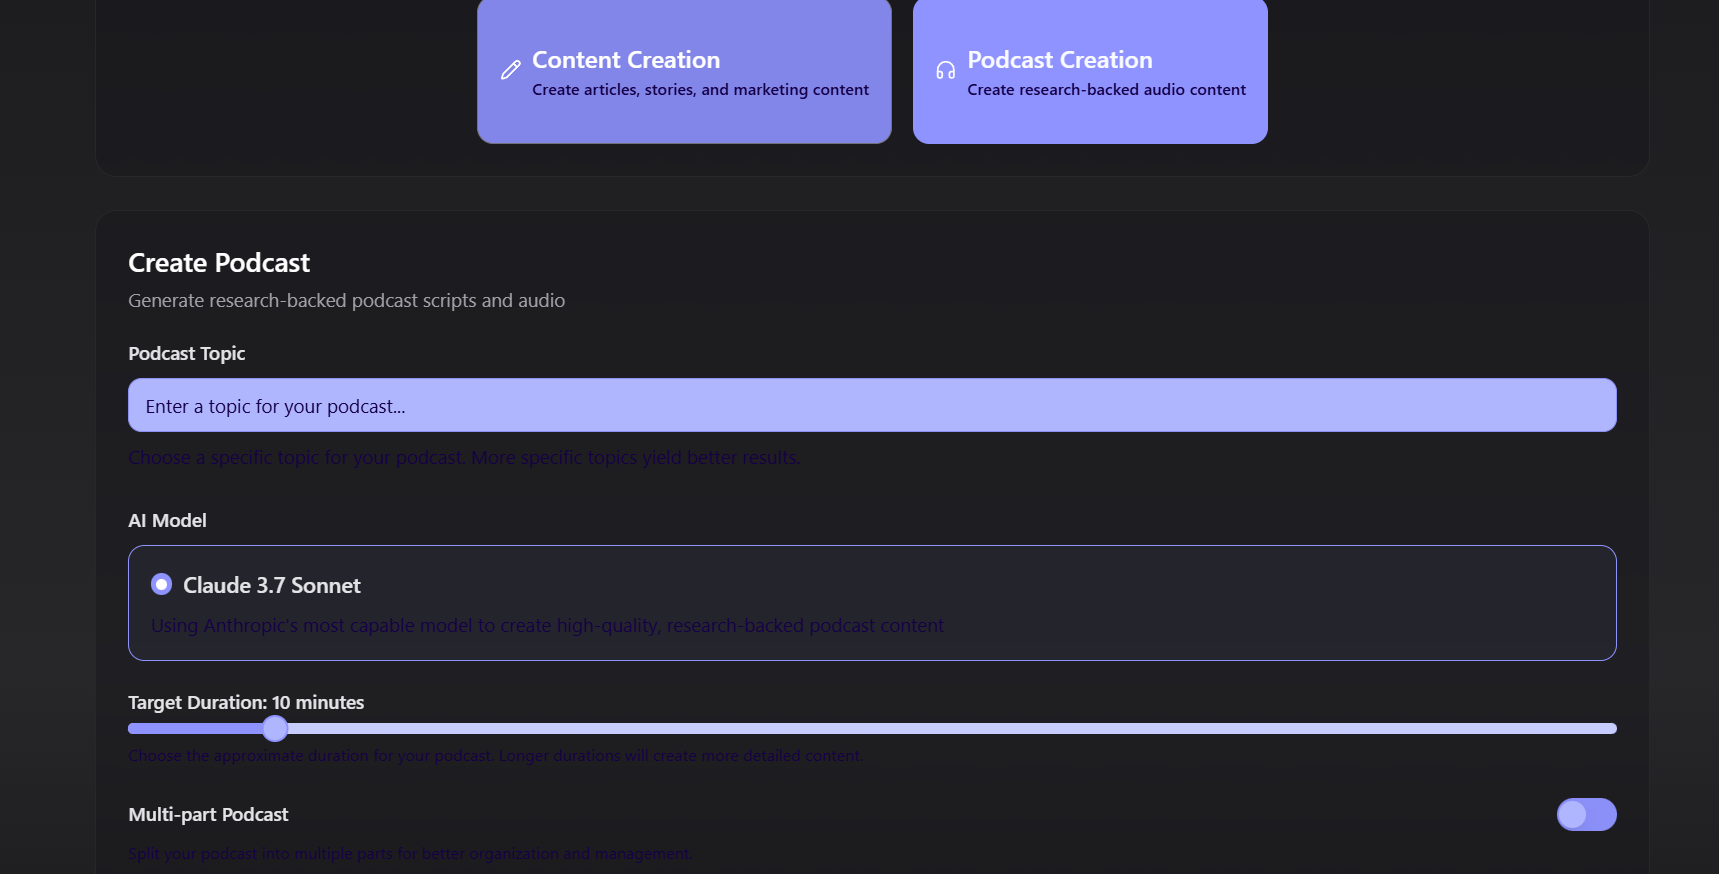 Content Creation
Create articles, stories, and marketing content
Podcast Creation
Create research-backed audio content
Create Podcast
Generate research-backed podcast scripts and audio
Podcast Topic
Enter a topic for your podcast...
Choose a specific topic for your podcast. More specific topics yield better results.
AI Model
Claude 3.7 Sonnet
Using Anthropic's most capable model to create high-quality, research-backed podcast content
Target Duration: 10 minutes
Choose the approximate duration for your podcast. Longer durations will create more detailed content.
Multi-part Podcast
Split your podcast into multiple parts for better organization and management.